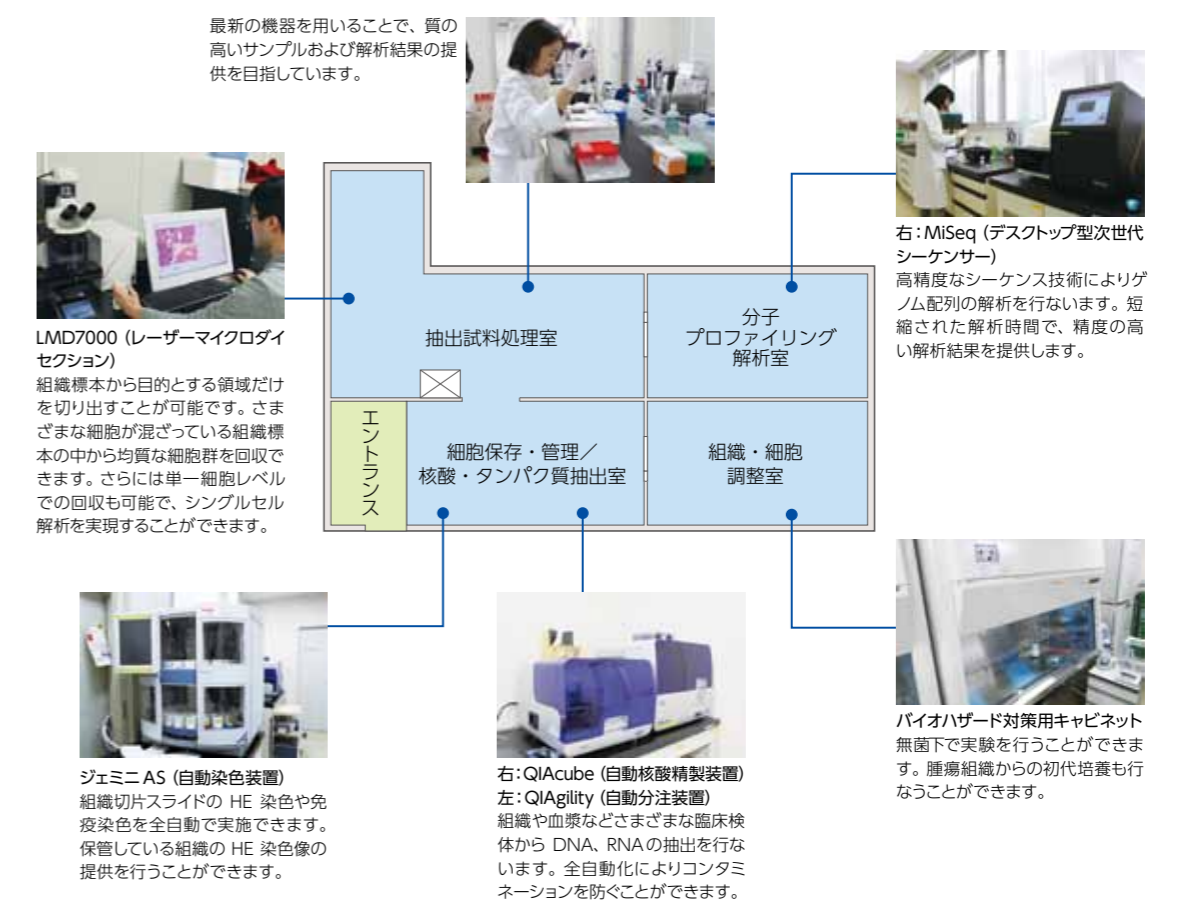 最新の機器を用いることで、質の
高いサンプルおよび解析結果の提
供を目指しています。
右：MiSeq（デスクトップ型次世代
シーケンサー）
高精度なシーケンス技術によりゲ
ノム配列の解析を行ないます。短
縮された解析時間で、精度の高
い解析結果を提供します。
LMD7000（レーザーマイクロダイ
セクション）
組織標本から目的とする領域だけ
を切り出すことが可能です。さま
ざまな細胞が混ざっている組織標
本の中から均質な細胞群を回収で
きます。さらには単一細胞レベル
での回収も可能で、シングルセル
解析を実現することができます。
抽出試料処理室
分子
プロファイリング
解析室
エントランス
細胞保存・管理／
核酸・タンパク質抽出室
組織・細胞
調整室
ジェミニ AS（自動染色装置）
組織切片スライドの HE 染色や免
疫染色を全自動で実施できます。
保管している組織の HE 染色像の
提供を行うことができます。
右：QIAcube（自動核酸精製装置）
左：QIAgility（自動分注装置）
組織や血漿などさまざまな臨床検
体から DNA、RNAの抽出を行な
います。全自動化によりコンタミ
ネーションを防ぐことができます。
バイオハザード対策用キャビネット
無菌下で実験を行うことができま
す。腫瘍組織からの初代培養も行
なうことができます。